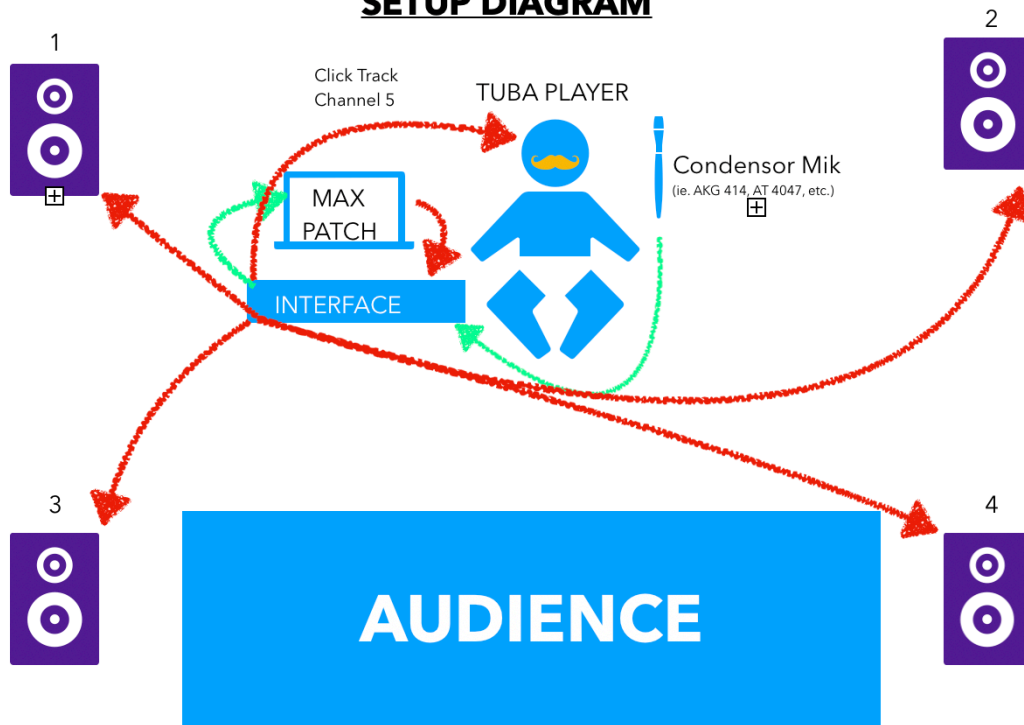 SETUP DIAGRAM
1
2
Click Track
Channel 5
TUBA PLAYER
Condensor Mik
(ie. AKG 414, AT 4047, etc.)
MAX
PATCH
INTERFACE
3
4
AUDIENCE